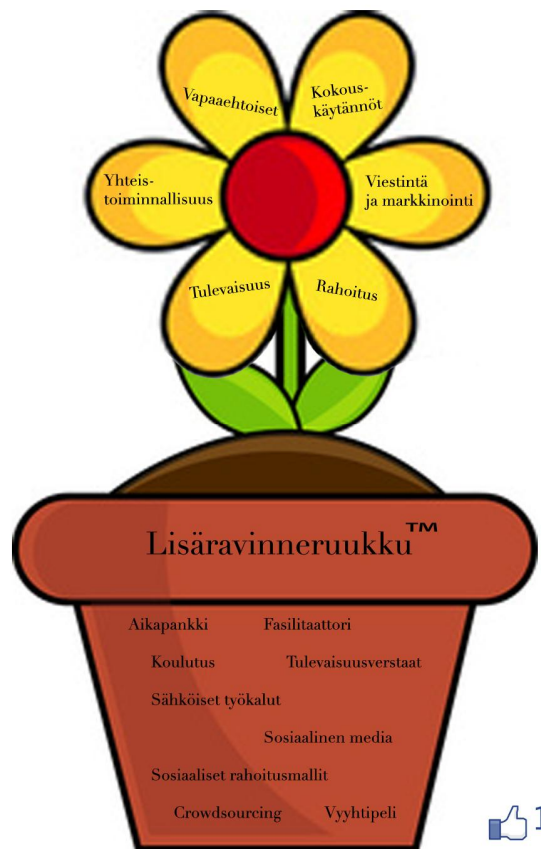 Vapaaehtoiset
Kokous-
käytännöt
Yhteis-
toiminnallisuus
Viestintä
ja markkinointi
Tulevaisuus
Rahoitus
Lisäravinneruukku™
Aikapankki Fasilitaattori
Koulutus Tulevaisuusverstaat
Sähköiset työkalut
Sosiaalinen media
Sosiaaliset rahoitusmallit
Crowdsourcing Vyyhtipeli